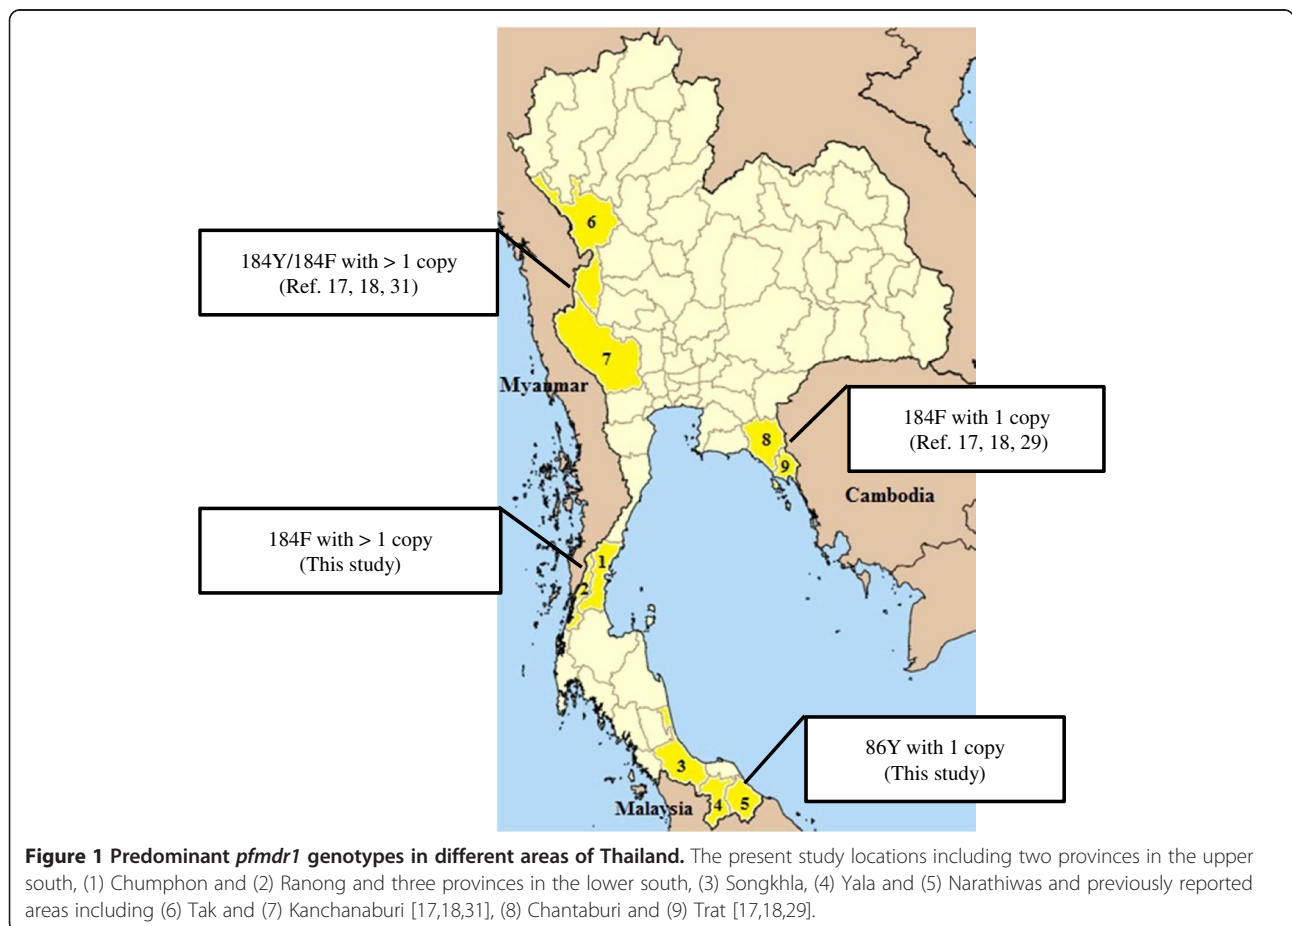 6
184Y/184F with > 1 copy
(Ref. 17, 18, 31)
7
Myanmar
184F with 1 copy
(Ref. 17, 18, 29)
8
9
Cambodia
184F with > 1 copy
(This study)
1
2
86Y with 1 copy
(This study)
3
4
5
Malaysia
Figure 1 Predominant pfmdr1 genotypes in different areas of Thailand. The present study locations including two provinces in the upper
south, (1) Chumphon and (2) Ranong and three provinces in the lower south, (3) Songkhla, (4) Yala and (5) Narathiwas and previously reported
areas including (6) Tak and (7) Kanchanaburi [17,18,31], (8) Chantaburi and (9) Trat [17,18,29].